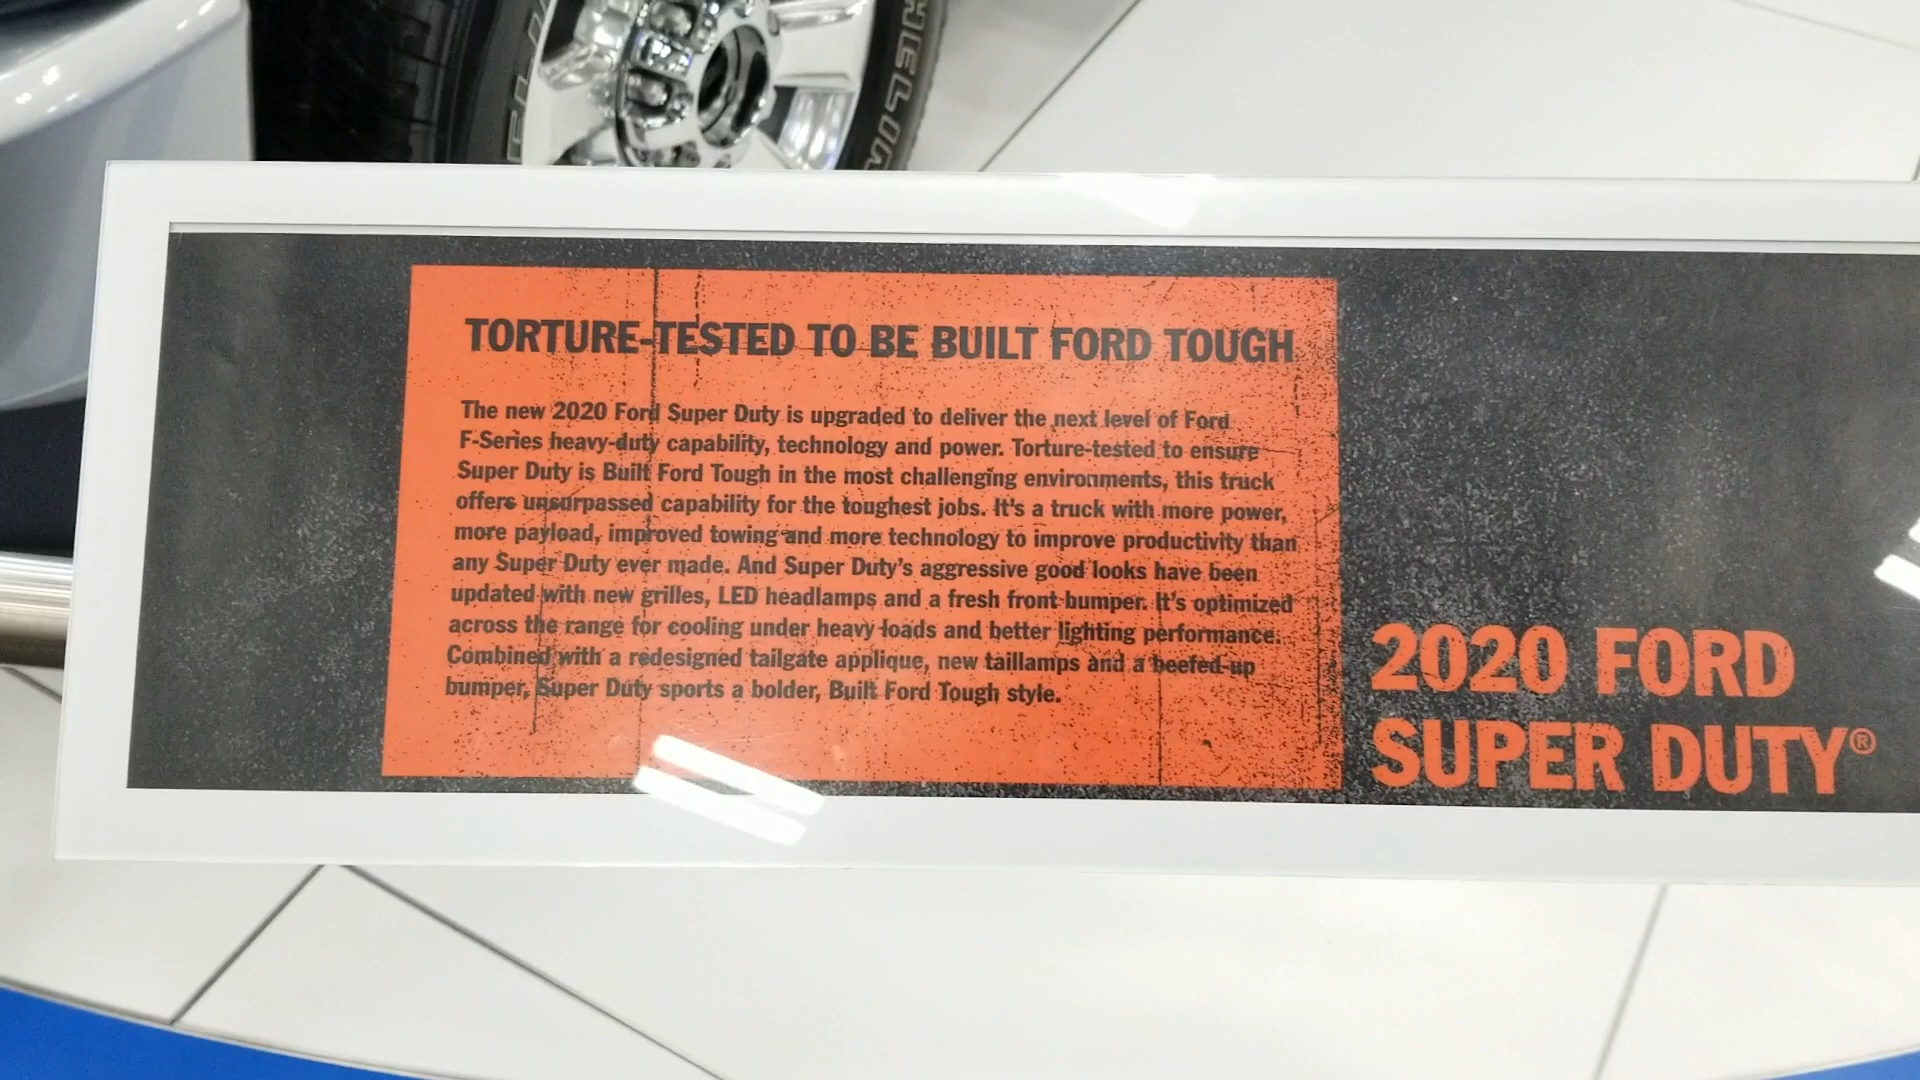 TORTURE-TESTED TO BE BUILT FORD TOUGH
The new 2020 Ford Super Duty is upgraded to deliver the next level of Ford
F-Series heavy-duty capability, technology and power. Torture-tested to ensure
Super Duty is Built Ford Tough in the most challenging environments, this truck
offers unsurpassed capability for the toughest jobs. It's a truck with more power,
more payload, improved towing and more technology to improve productivity than
any Super Duty ever made. And Super Duty's aggressive good looks have been
updated with new grilles, LED headlamps and a fresh front bumper. It's optimized
across the range for cooling under heavy loads and better lighting performance.
Combined with a redesigned tailgate applique, new taillamps and a beefed-up
bumper, Super Duty sports a bolder, Built Ford Tough style.
2020 FORD
SUPER DUTY®